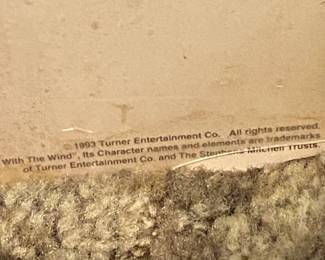 © 1993 Turner Entertainment Co. All rights reserved.
With The Wind", Its Character names and elements are trademarks
of Turner Entertainment Co. and The Stephens Mitchell Trusts.